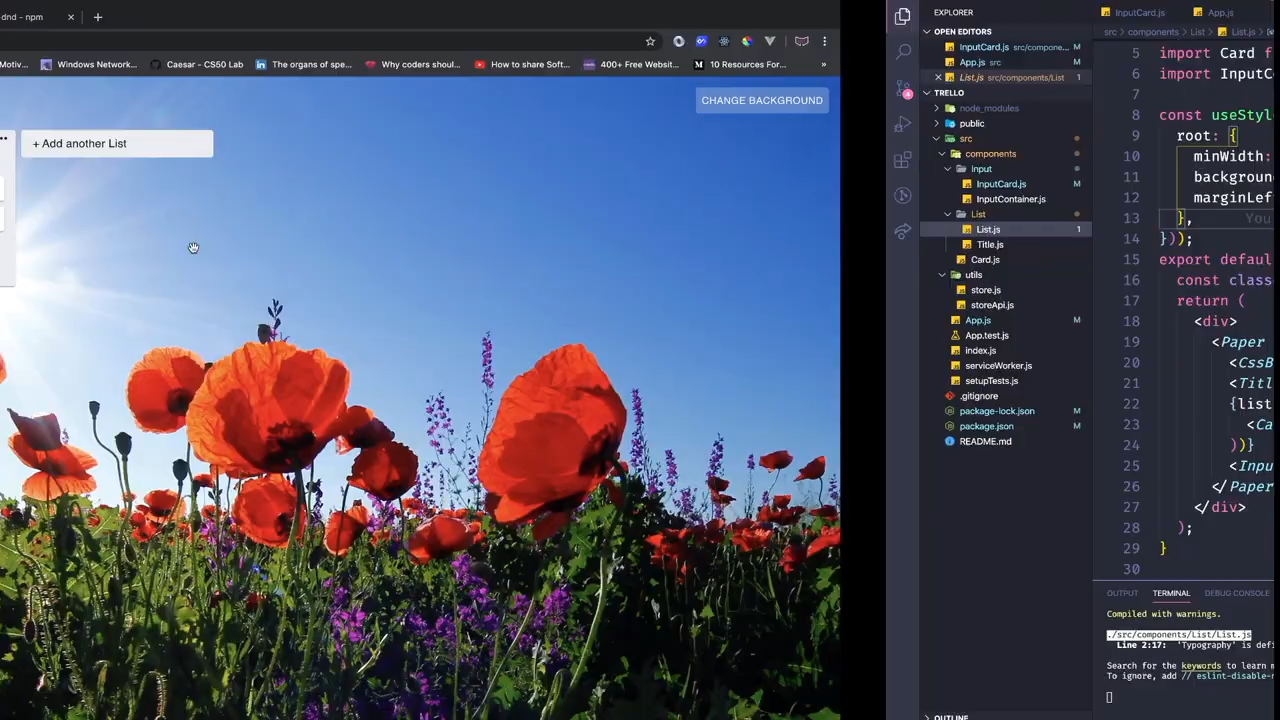 -dnd - npm
Motiv...
Windows Network...
Caesar - CS50 Lab
The organs of spe...
Why coders shoul...
How to share Soft...
400+ Free Websit...
10 Resources For...
»
CHANGE BACKGROUND
+ Add another List
EXPLORER
OPEN EDITORS
InputCard.js src/compone... M
App.js src M
List.js src/components/List 1
TRELLO
node_modules
public
src
components
input
InputCard.js M
InputContainer.js
List
List.js 1
Title.js
Card.js
utils
store.js
storeApi.js
App.js M
App.test.js
index.js
serviceWorker.js
setupTests.js
.gitignore
package-lock.json M
package.json M
README.md
OUTLINE
InputCard.js
App.js
src > components > List > List.js >
5 import Card f
6 import InputC
7
8 const useStyl
9 root: {
10 minWidth:
11 backgroun
12 marginLef
13 }, You
14 }));
15 export defaul
16 const class
17 return (
18 <div>
19 <Paper
20 <CssB
21 <Titl
22 {list
23 <Ca
24 ))}
25 <Inpu
26 </Paper
27 </div>
28 );
29 }
30
OUTPUT TERMINAL DEBUG CONSOLE
Compiled with warnings.
./src/components/List/List.js
Line 2:17: 'Typography' is defi
Search for the keywords to learn m
To ignore, add // eslint-disable-n